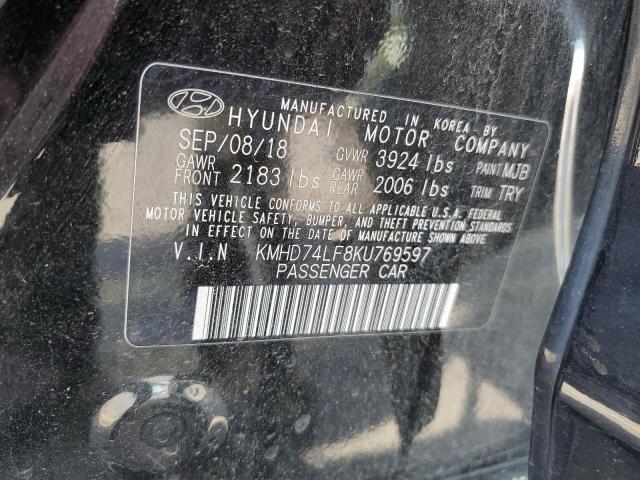 MANUFACTURED IN KOREA BY
HYUNDAI MOTOR COMPANY
SEP/08/18 GVWR 3924 lbs PAINT MJB
GAWR FRONT 2183 lbs GAWR REAR 2006 lbs TRIM TRY
THIS VEHICLE CONFORMS TO ALL APPLICABLE U.S.A. FEDERAL
MOTOR VEHICLE SAFETY, BUMPER, AND THEFT PREVENTION
STANDARDS IN EFFECT ON THE DATE OF MANUFACTURE SHOWN ABOVE.
V.I.N KMHD74LF8KU769597
PASSENGER CAR